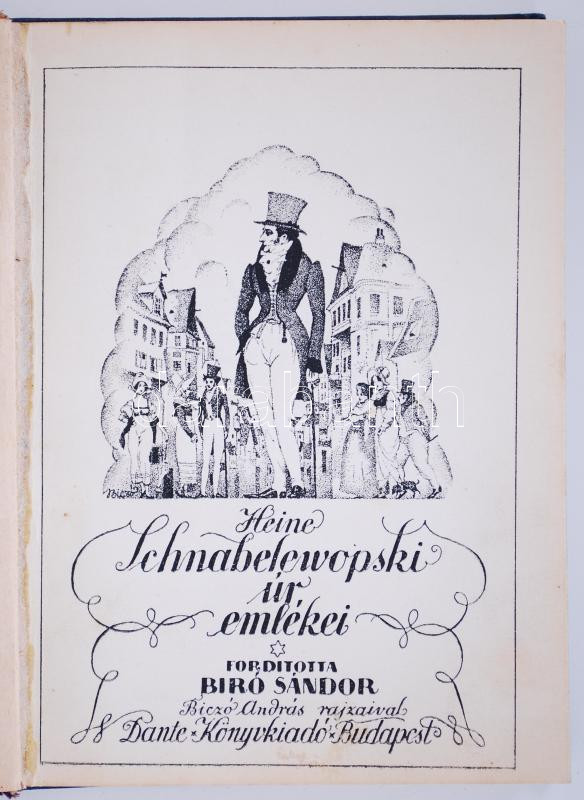 Heine
Schnabelewopski
úr
emlékei
FORDITOTTA
BIRÓ SÁNDOR
Biczó András rajzaival
Dante * Könyvkiadó * Budapest